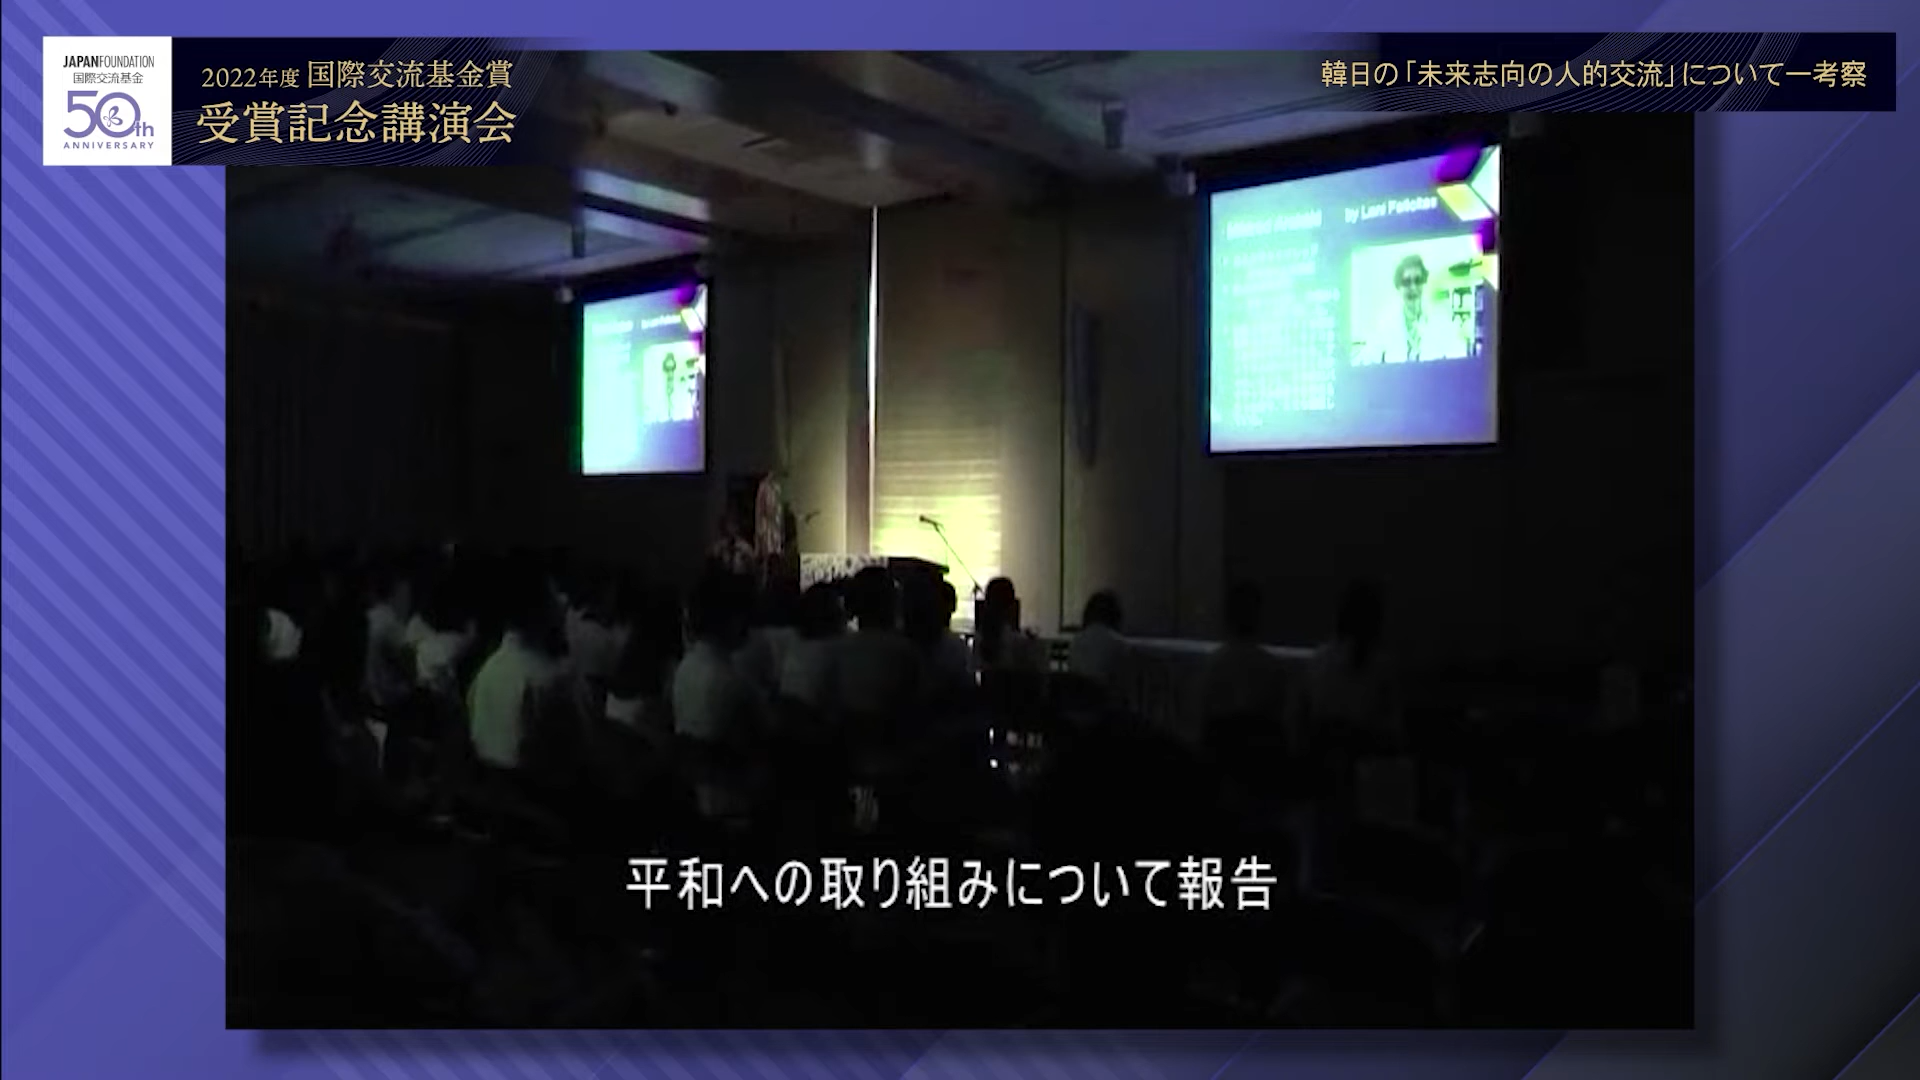 JAPANFOUNDATION
国際交流基金
50th
ANNIVERSARY
2022年度 国際交流基金賞
受賞記念講演会
韓日の「未来志向の人的交流」について一考察
by Lani Felicitas
平和への取り組みについて報告